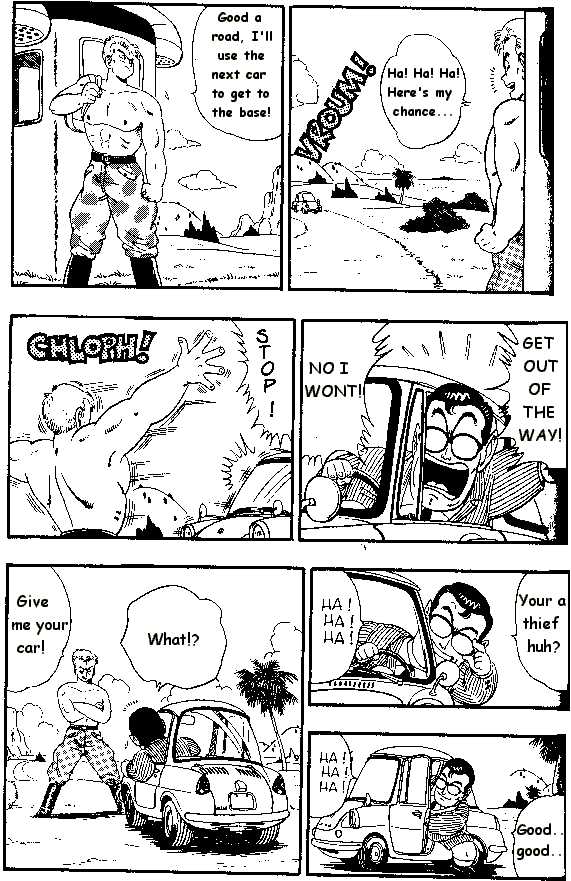 Good a
road, I'll
use the
next car
to get to
the base!
VROUM!
Ha! Ha! Ha!
Here's my
chance...
CHLOPH!
STOP!
NO I
WONT!
GET
OUT
OF
THE
WAY!
Give
me your
car!
What!?
HA!
HA!
HA!
Your a
thief
huh?
HA!
HA!
HA!
Good..
good...